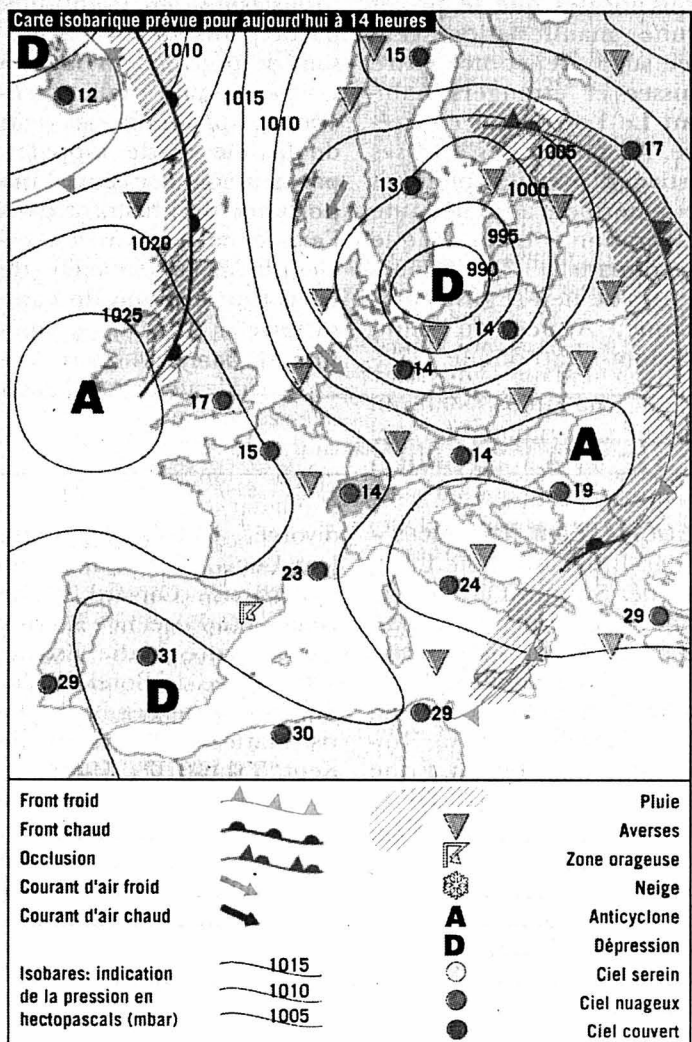 Carte isobarique prévue pour aujourd'hui à 14 heures
D
1010
15
12
1015
1010
1005
17
13
1000
1020
995
990
D
1025
14
14
A
17
A
15
14
14
19
23
24
29
31
29
D
29
30
Front froid
Front chaud
Occlusion
Courant d'air froid
Courant d'air chaud
Isobares: indication
de la pression en
hectopascals (mbar)
1015
1010
1005
Pluie
Averses
Zone orageuse
Neige
A Anticyclone
D Dépression
Ciel serein
Ciel nuageux
Ciel couvert